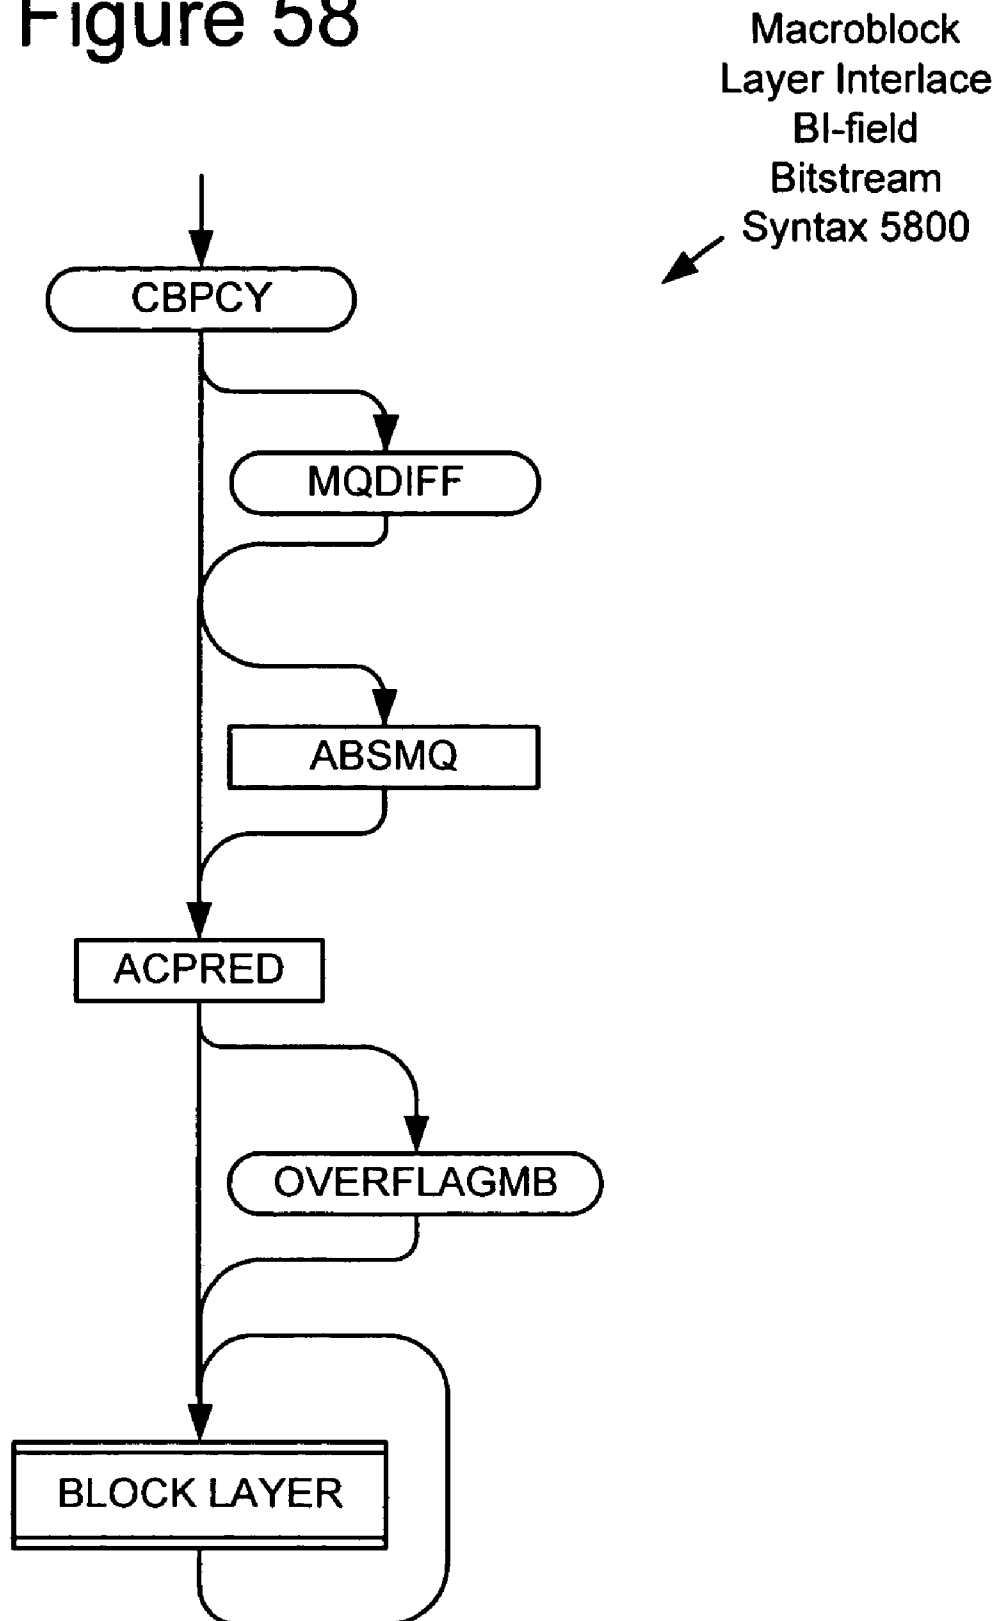 Figure 58
Macroblock
Layer Interlace
BI-field
Bitstream
Syntax 5800
CBPCY
MQDIFF
ABSMQ
ACPRED
OVERFLAGMB
BLOCK LAYER